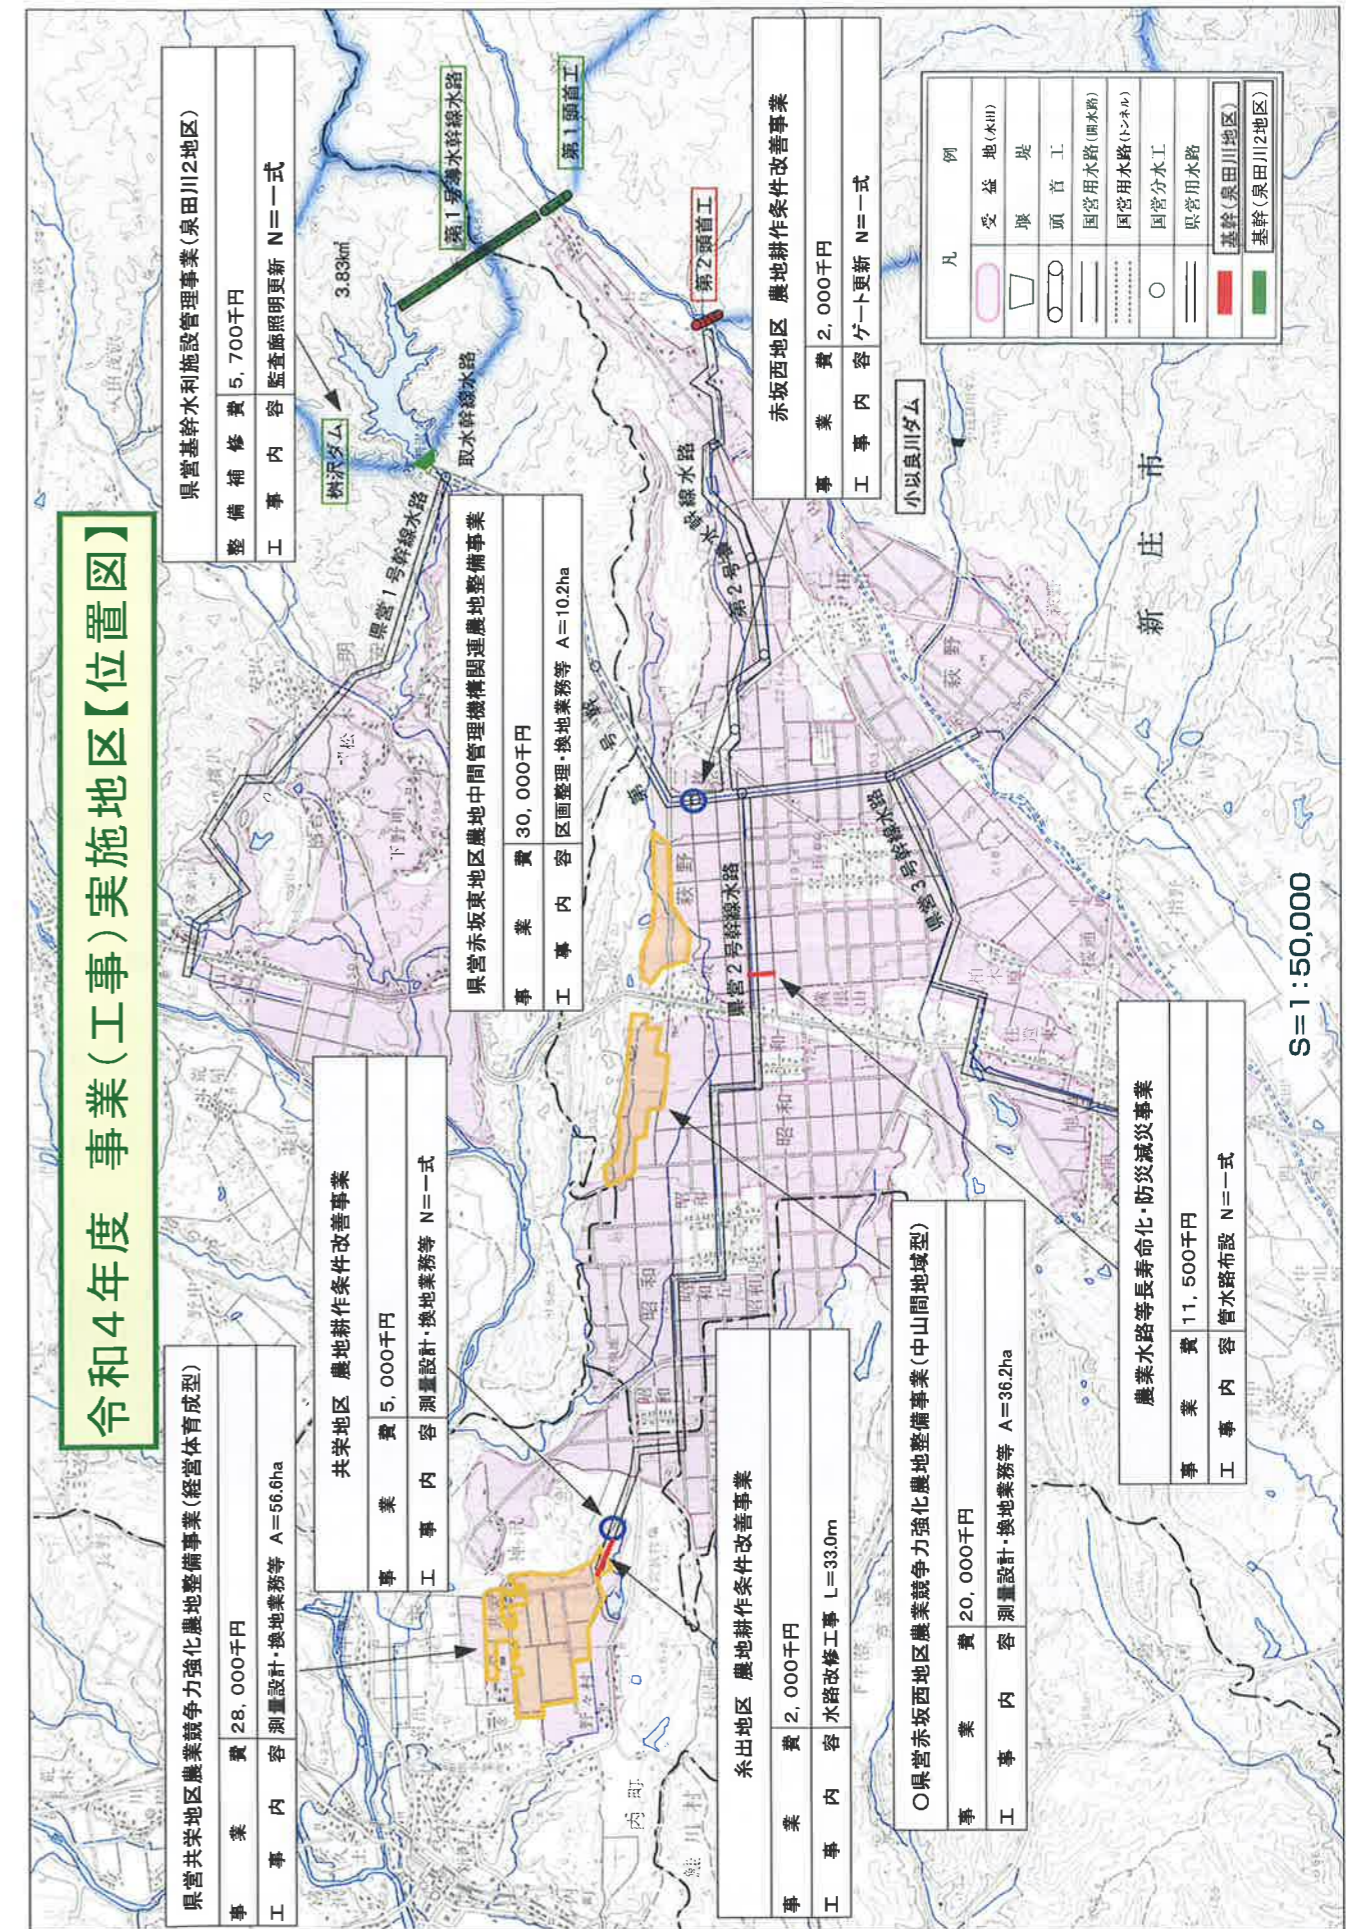 令和4年度 事業(工事)実施地区【位置図】
県営共栄地区農業競争力強化農地整備事業(経営体育成型)
事業費 28,000千円
工事内容 測量設計・換地業務等 A=56.6ha
共栄地区 農地耕作条件改善事業
事業費 5,000千円
工事内容 測量設計・換地業務等 N=一式
県営赤坂東地区農地中間管理機構関連農地整備事業
事業費 30,000千円
工事内容 区画整理・換地業務等 A=10.2ha
県営基幹水利施設管理事業(泉田川2地区)
整備補修費 5,700千円
工事内容 監査廊照明更新 N=一式
糸出地区 農地耕作条件改善事業
事業費 2,000千円
工事内容 水路改修工事 L=33.0m
○県営赤坂西地区農業競争力強化農地整備事業(中山間地域型)
事業費 20,000千円
工事内容 測量設計・換地業務等 A=36.2ha
農業水路等長寿命化・防災減災事業
事業費 11,500千円
工事内容 管水路布設 N=一式
赤坂西地区 農地耕作条件改善事業
事業費 2,000千円
工事内容 ゲート更新 N=一式
桝沢ダム
3.83km²
取水幹線水路
第1号導水幹線水路
第1頭首工
第2頭首工
県営1号幹線水路
第2号導水幹線水路
県営2号幹線水路
県営3号幹線水路
小以良川ダム
新庄市
萩野
萩野
昭和
昭和
昭和
下野明
内町
鮭川村
凡例
受益地(水田)
堰堤
頭首工
国営用水路(開水路)
国営用水路(トンネル)
国営分水工
県営用水路
基幹(泉田川地区)
基幹(泉田川2地区)
S=1:50,000